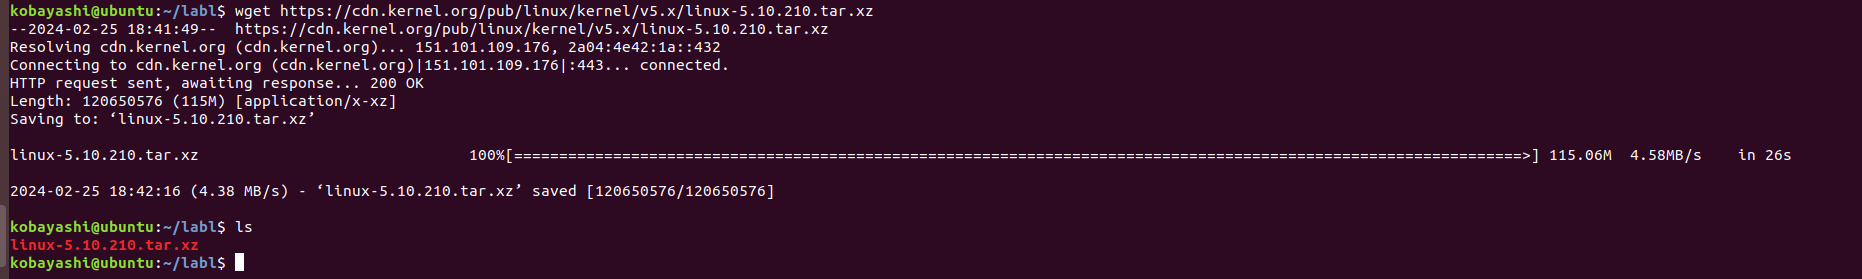 kobayashi@ubuntu:~/labl$ wget https://cdn.kernel.org/pub/linux/kernel/v5.x/linux-5.10.210.tar.xz
--2024-02-25 18:41:49--  https://cdn.kernel.org/pub/linux/kernel/v5.x/linux-5.10.210.tar.xz
Resolving cdn.kernel.org (cdn.kernel.org)... 151.101.109.176, 2a04:4e42:1a::432
Connecting to cdn.kernel.org (cdn.kernel.org)|151.101.109.176|:443... connected.
HTTP request sent, awaiting response... 200 OK
Length: 120650576 (115M) [application/x-xz]
Saving to: ‘linux-5.10.210.tar.xz’
linux-5.10.210.tar.xz 100%[================================================================================================================>] 115.06M  4.58MB/s    in 26s
2024-02-25 18:42:16 (4.38 MB/s) - ‘linux-5.10.210.tar.xz’ saved [120650576/120650576]
kobayashi@ubuntu:~/labl$ ls
linux-5.10.210.tar.xz
kobayashi@ubuntu:~/labl$